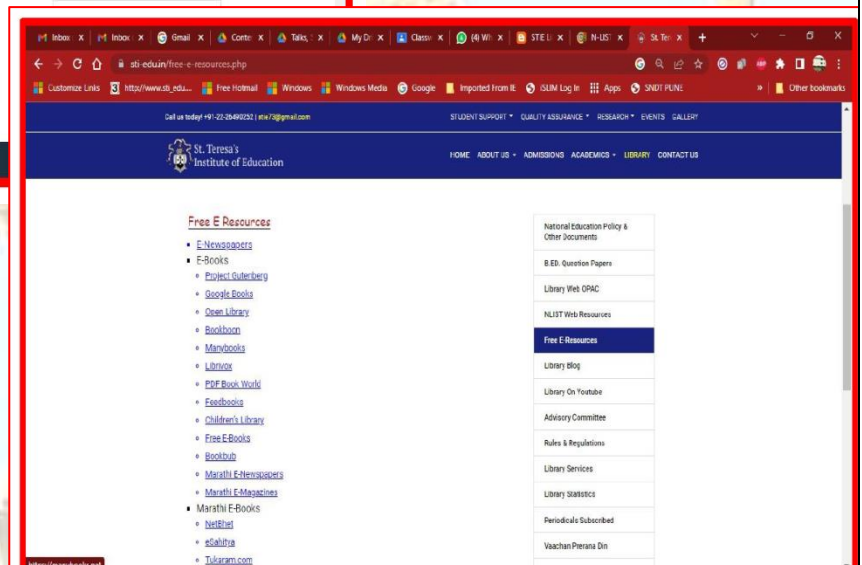 Inbox
Inbox
Gmail
Conte
Talks,
My Dr
Classw
(4) Wh
STE Li
N-LIST
St. Ter
sti-edu.in/free-e-resources.php
Customize Links
http://www.sti_edu...
Free Hotmail
Windows
Windows Media
Google
Imported From IE
iSLIM Log In
Apps
SNDT PUNE
Other bookmarks
Call us today! +91-22-26490252 | stie73@gmail.com
STUDENT SUPPORT QUALITY ASSURANCE RESEARCH EVENTS GALLERY
St. Teresa's
Institute of Education
HOME ABOUT US ADMISSIONS ACADEMICS LIBRARY CONTACT US
Free E Resources
E-Newspapers
E-Books
Project Gutenberg
Google Books
Open Library
Bookboon
Manybooks
Librivox
PDF Book World
Feedbooks
Children's Library
Free E-Books
Bookbub
Marathi E-Newspapers
Marathi E-Magazines
Marathi E-Books
NetBhet
eSahitya
Tukaram.com
National Education Policy &
Other Documents
B.ED. Question Papers
Library Web OPAC
NLIST Web Resources
Free E-Resources
Library Blog
Library On Youtube
Advisory Committee
Rules & Regulations
Library Services
Library Statistics
Periodicals Subscribed
Vaachan Prerana Din
https://manybooks.net